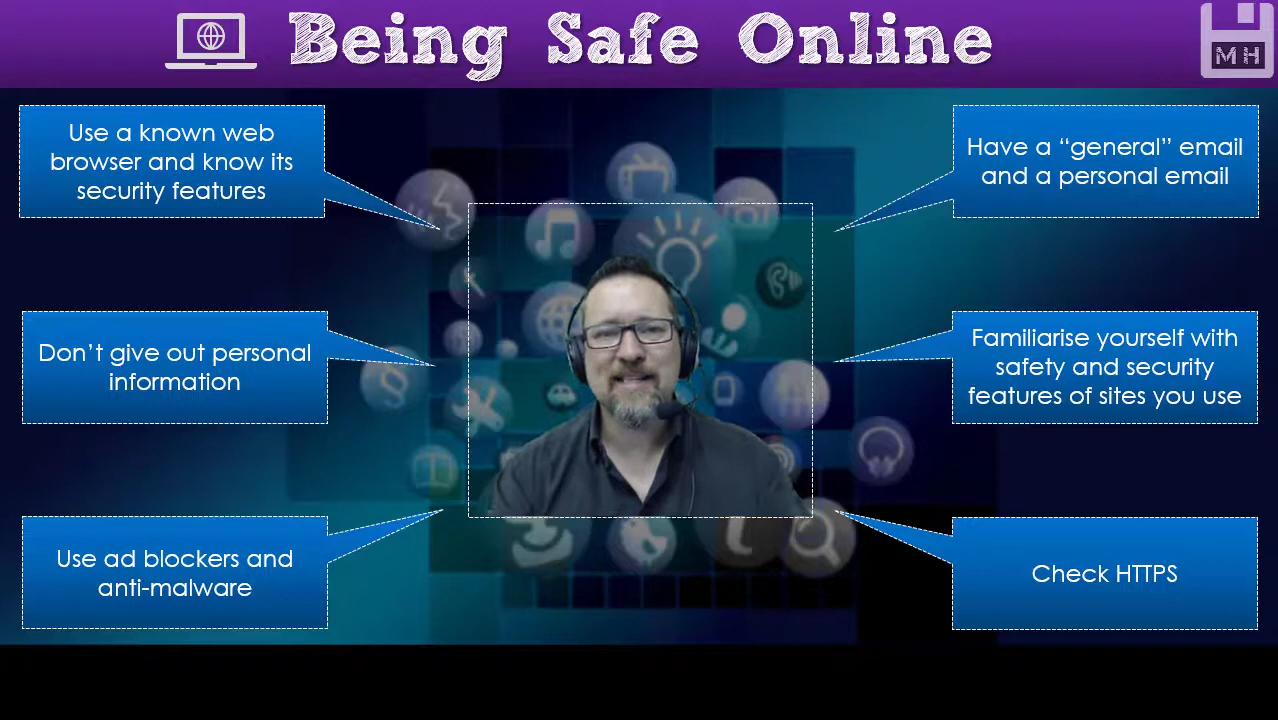 Being Safe Online
MH
Use a known web
browser and know its
security features
Have a “general” email
and a personal email
Don’t give out personal
information
Familiarise yourself with
safety and security
features of sites you use
Use ad blockers and
anti-malware
Check HTTPS